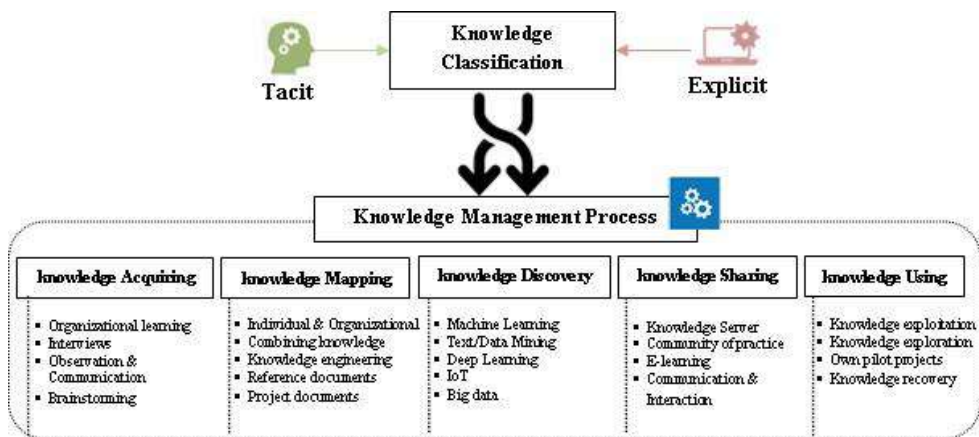 Knowledge
Classification
Tacit
Explicit
Knowledge Management Process
knowledge Acquiring
▪ Organizational learning
▪ Interviews
▪ Observation &
Communication
▪ Brainstorming
knowledge Mapping
▪ Individual & Organizational
▪ Combining knowledge
▪ Knowledge engineering
▪ Reference documents
▪ Project documents
knowledge Discovery
▪ Machine Learning
▪ Text/Data Mining
▪ Deep Learning
▪ IoT
▪ Big data
knowledge Sharing
▪ Knowledge Server
▪ Community of practice
▪ E-learning
▪ Communication &
Interaction
knowledge Using
▪ Knowledge exploitation
▪ Knowledge exploration
▪ Own pilot projects
▪ Knowledge recovery